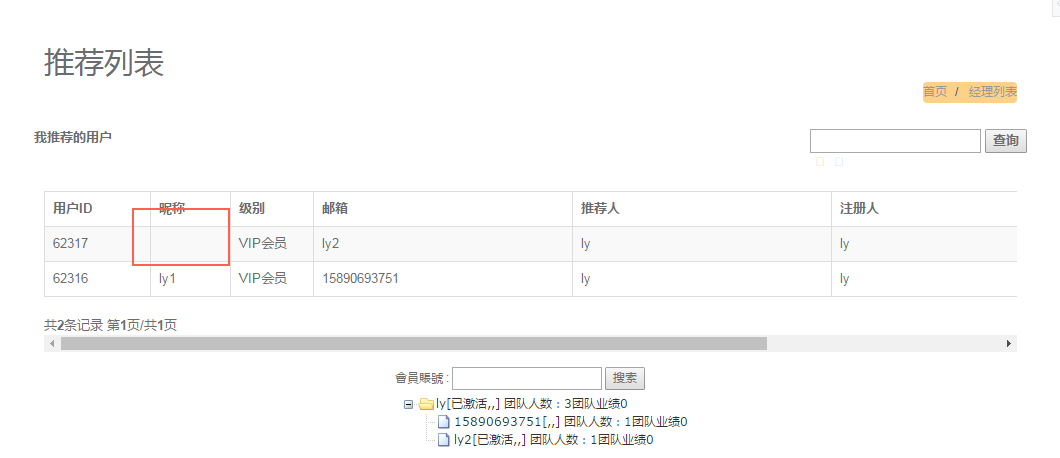 推荐列表
首页 / 经理列表
我推荐的用户
查询
用户ID 昵称 级别 邮箱 推荐人 注册人
62317 VIP会员 ly2 ly ly
62316 ly1 VIP会员 15890693751 ly ly
共2条记录 第1页/共1页
會員賬號 : 搜索
ly[已激活,,] 团队人数：3团队业绩0
15890693751[,,] 团队人数：1团队业绩0
ly2[已激活,,] 团队人数：1团队业绩0